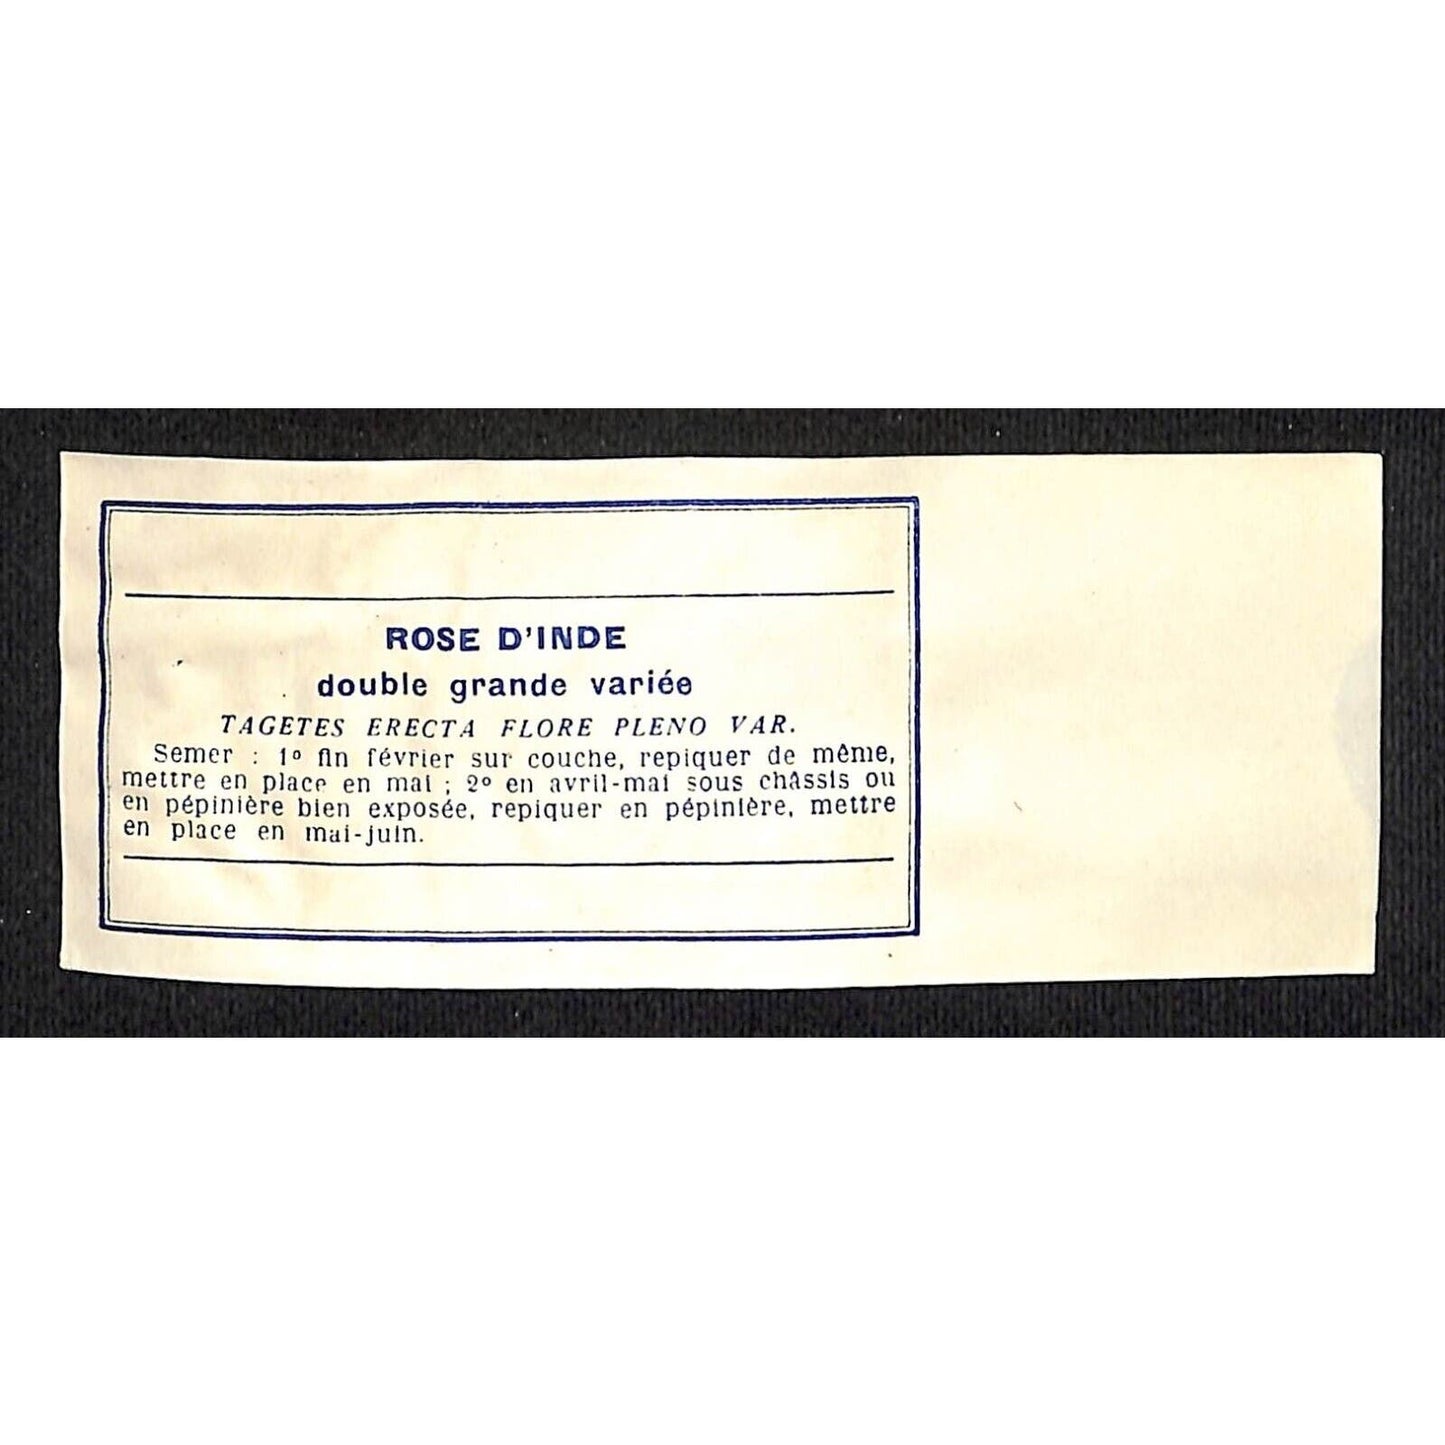 ROSE D'INDE
double grande variée
TAGETES ERECTA FLORE PLENO VAR.
Semer : 1º fin février sur couche, repiquer de même,
mettre en place en mai ; 2º en avril-mai sous châssis ou
en pépinière bien exposée, repiquer en pépinière, mettre
en place en mai-juin.